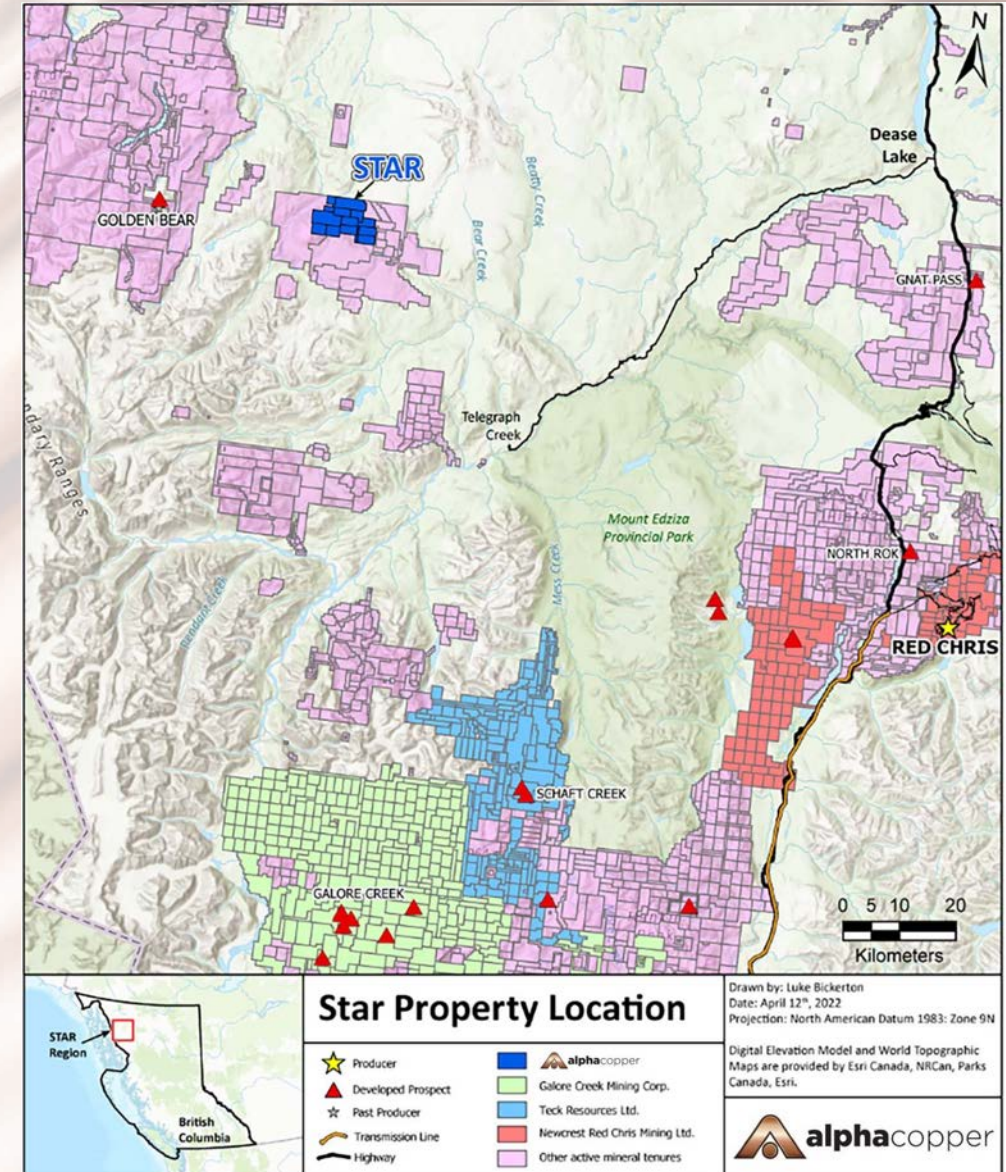 N
Dease
Lake
STAR
Beatty Creek
GOLDEN BEAR
Bear Creek
GNAT PASS
Telegraph
Creek
ndary Ranges
Mount Edziza
Provincial Park
Mess Creek
NORTH ROK
RED CHRIS
SCHAFT CREEK
GALORE CREEK
0 5 10 20
Kilometers
STAR
Region
British
Columbia
Star Property Location
Producer
Developed Prospect
Past Producer
Transmission Line
Highway
alphacopper
Galore Creek Mining Corp.
Teck Resources Ltd.
Newcrest Red Chris Mining Ltd.
Other active mineral tenures
Drawn by: Luke Bickerton
Date: April 12th, 2022
Projection: North American Datum 1983: Zone 9N
Digital Elevation Model and World Topographic
Maps are provided by Esri Canada, NRCan, Parks
Canada, Esri.
alphacopper